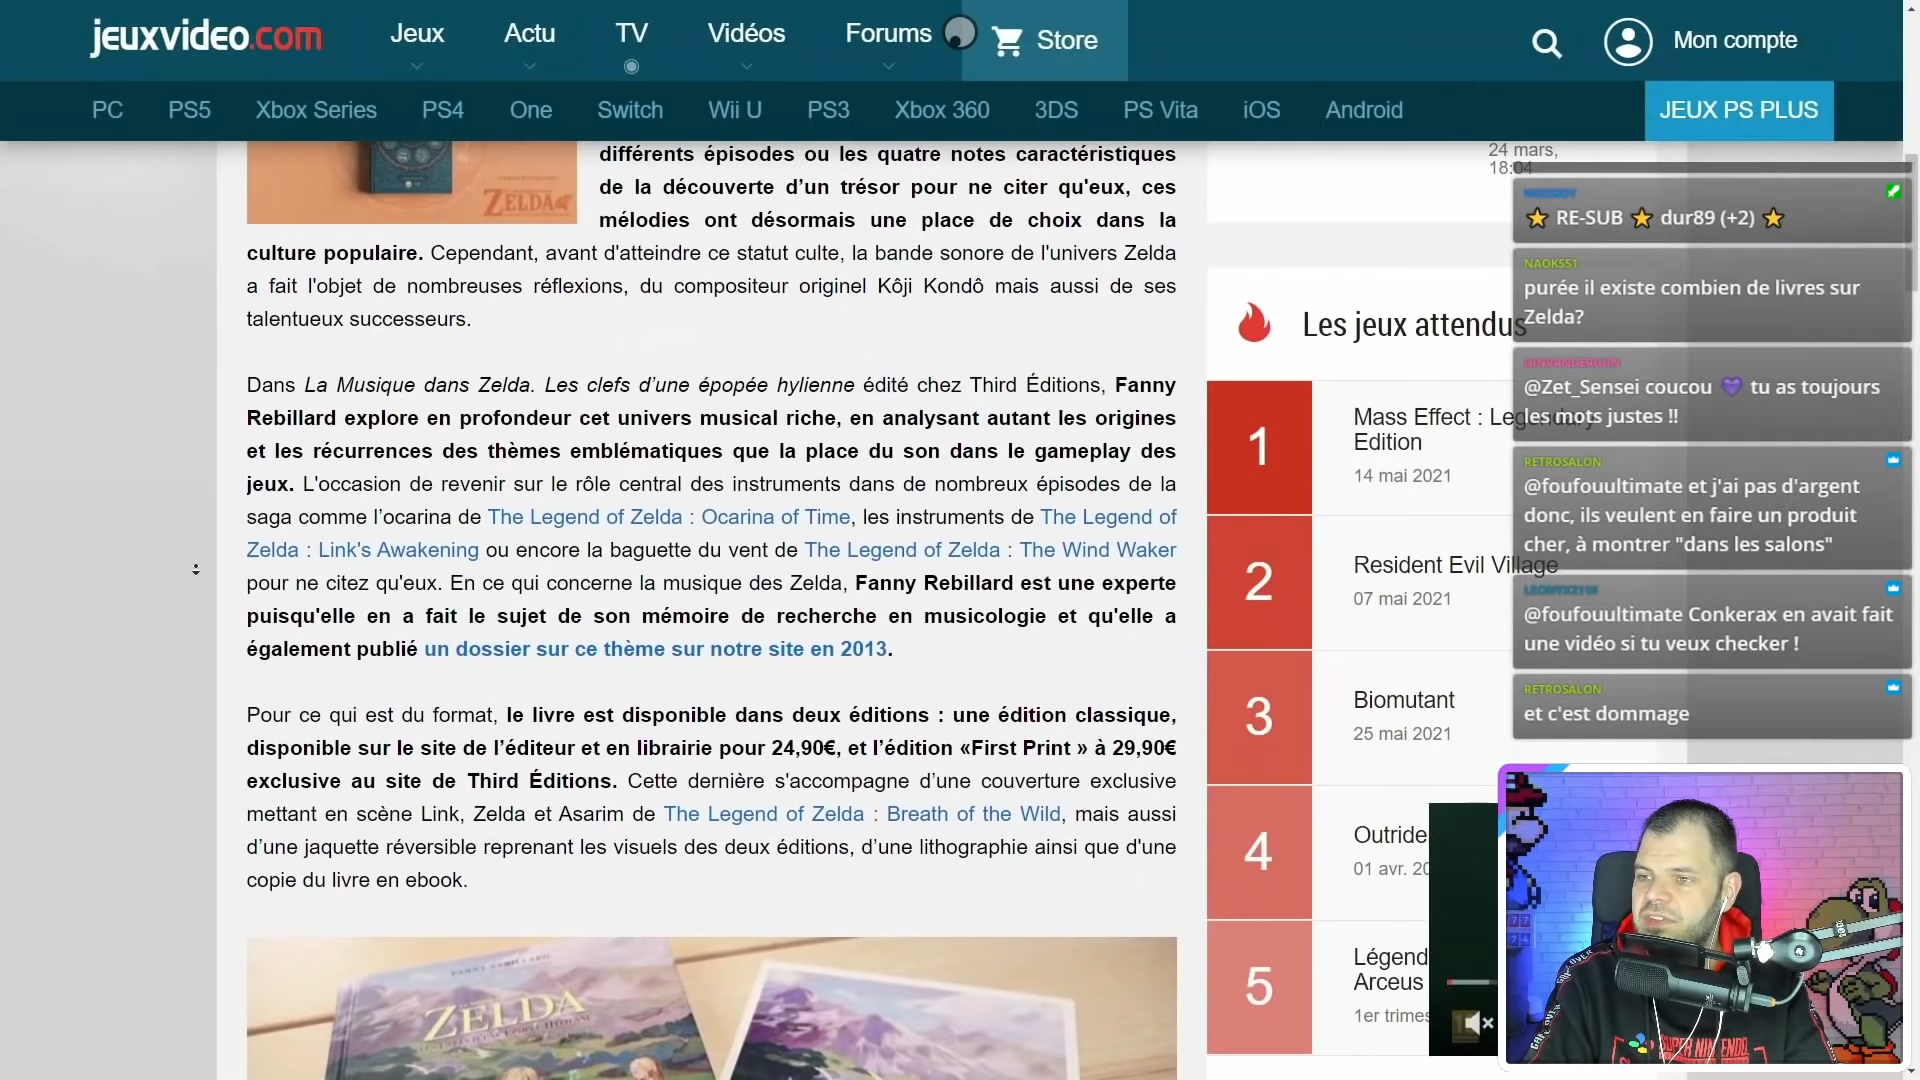 jeuxvideo.com
Jeux
Actu
TV
Vidéos
Forums
Store
Mon compte
PC
PS5
Xbox Series
PS4
One
Switch
Wii U
PS3
Xbox 360
3DS
PS Vita
iOS
Android
JEUX PS PLUS
ZELDA
différents épisodes ou les quatre notes caractéristiques
de la découverte d’un trésor pour ne citer qu'eux, ces
mélodies ont désormais une place de choix dans la
culture populaire. Cependant, avant d'atteindre ce statut culte, la bande sonore de l'univers Zelda
a fait l'objet de nombreuses réflexions, du compositeur originel Kôji Kondô mais aussi de ses
talentueux successeurs.
Dans La Musique dans Zelda. Les clefs d’une épopée hylienne édité chez Third Éditions, Fanny
Rebillard explore en profondeur cet univers musical riche, en analysant autant les origines
et les récurrences des thèmes emblématiques que la place du son dans le gameplay des
jeux. L'occasion de revenir sur le rôle central des instruments dans de nombreux épisodes de la
saga comme l’ocarina de The Legend of Zelda : Ocarina of Time, les instruments de The Legend of
Zelda : Link's Awakening ou encore la baguette du vent de The Legend of Zelda : The Wind Waker
pour ne citez qu'eux. En ce qui concerne la musique des Zelda, Fanny Rebillard est une experte
puisqu'elle en a fait le sujet de son mémoire de recherche en musicologie et qu'elle a
également publié un dossier sur ce thème sur notre site en 2013.
Pour ce qui est du format, le livre est disponible dans deux éditions : une édition classique,
disponible sur le site de l’éditeur et en librairie pour 24,90€, et l’édition «First Print » à 29,90€
exclusive au site de Third Éditions. Cette dernière s'accompagne d’une couverture exclusive
mettant en scène Link, Zelda et Asarim de The Legend of Zelda : Breath of the Wild, mais aussi
d’une jaquette réversible reprenant les visuels des deux éditions, d’une lithographie ainsi que d'une
copie du livre en ebook.
ZELDA
24 mars,
18:04
Les jeux attendus
1
Mass Effect : Legendary
Edition
14 mai 2021
2
Resident Evil Village
07 mai 2021
3
Biomutant
25 mai 2021
4
Outride
01 avr. 20
5
Légend
Arceus
1er trimes
RE-SUB dur89 (+2)
NAOKS51
purée il existe combien de livres sur
Zelda?
@Zet_Sensei coucou 💜 tu as toujours
les mots justes !!
RETROSALON
@foufouultimate et j'ai pas d'argent
donc, ils veulent en faire un produit
cher, à montrer "dans les salons"
@foufouultimate Conkerax en avait fait
une vidéo si tu veux checker !
RETROSALON
et c'est dommage
SUPER NINTENDO